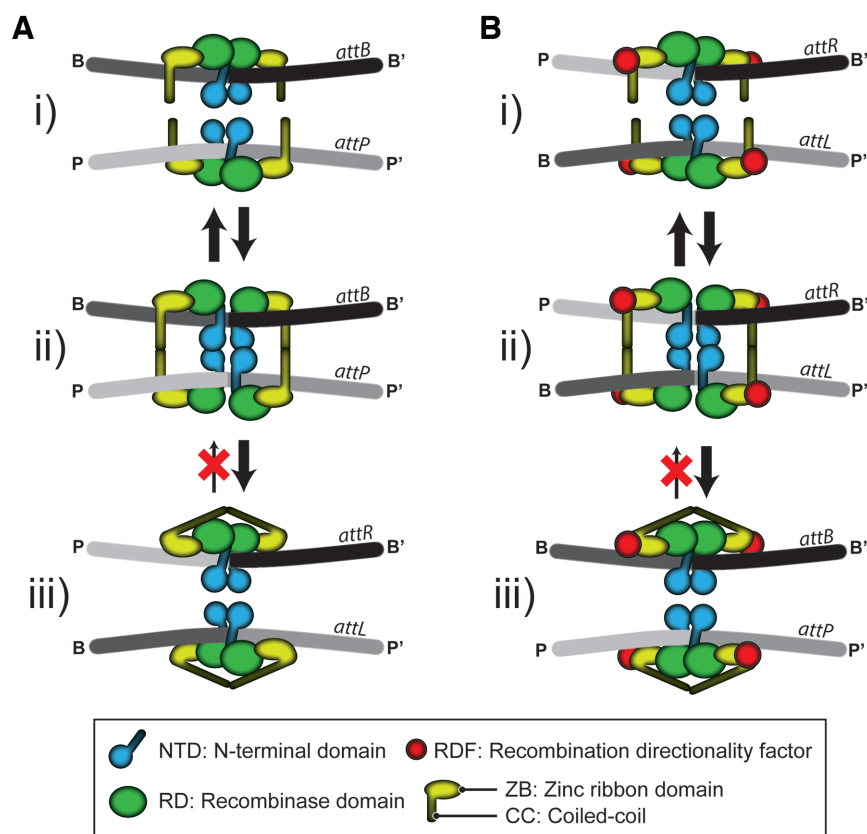 A
B attB B'
i)
attP
P P'
B attB B'
ii)
attP
P P'
P attR B'
iii)
attL
B P'
B
P attR B'
i)
attL
B P'
P attR B'
ii)
attL
B P'
B attB B'
iii)
attP
P P'
NTD: N-terminal domain
RDF: Recombination directionality factor
RD: Recombinase domain
ZB: Zinc ribbon domain
CC: Coiled-coil